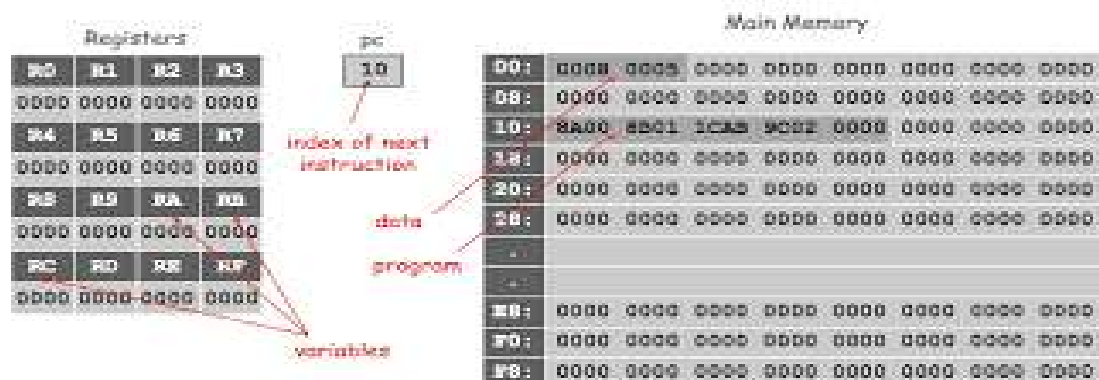 Registers
R0 R1 R2 R3
0000 0000 0000 0000
R4 R5 R6 R7
0000 0000 0000 0000
R8 R9 RA RB
0000 0000 0000 0000
RC RD RE RF
0000 0000 0000 0000
variables
pc
10
index of next
instruction
data
program
Main Memory
00: 0008 0005 0000 0000 0000 0000 0000 0000
08: 0000 0000 0000 0000 0000 0000 0000 0000
10: 8A00 8B01 1CAB 9C02 0000 0000 0000 0000
18: 0000 0000 0000 0000 0000 0000 0000 0000
20: 0000 0000 0000 0000 0000 0000 0000 0000
28: 0000 0000 0000 0000 0000 0000 0000 0000
.
.
E8: 0000 0000 0000 0000 0000 0000 0000 0000
F0: 0000 0000 0000 0000 0000 0000 0000 0000
F8: 0000 0000 0000 0000 0000 0000 0000 0000